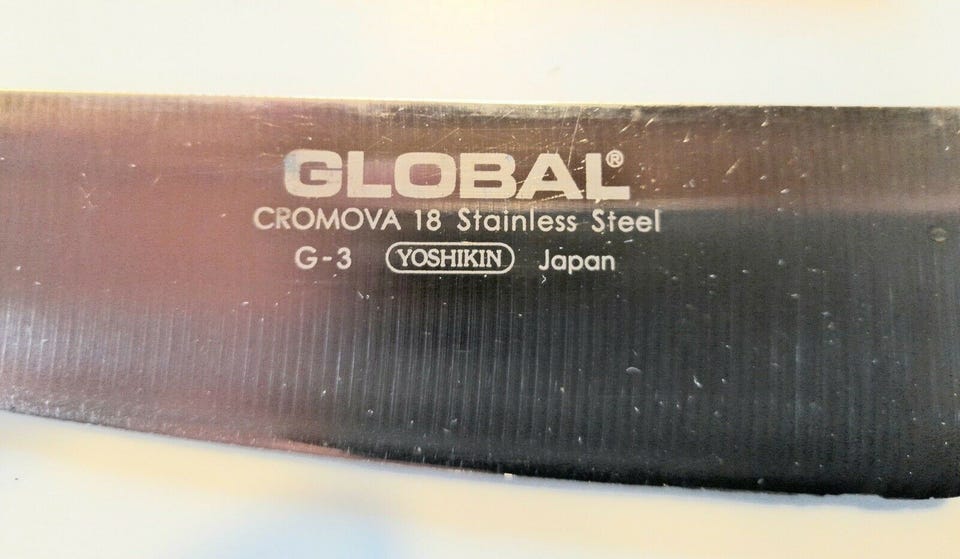 GLOBAL®
CROMOVA 18 Stainless Steel
G-3 YOSHIKIN Japan